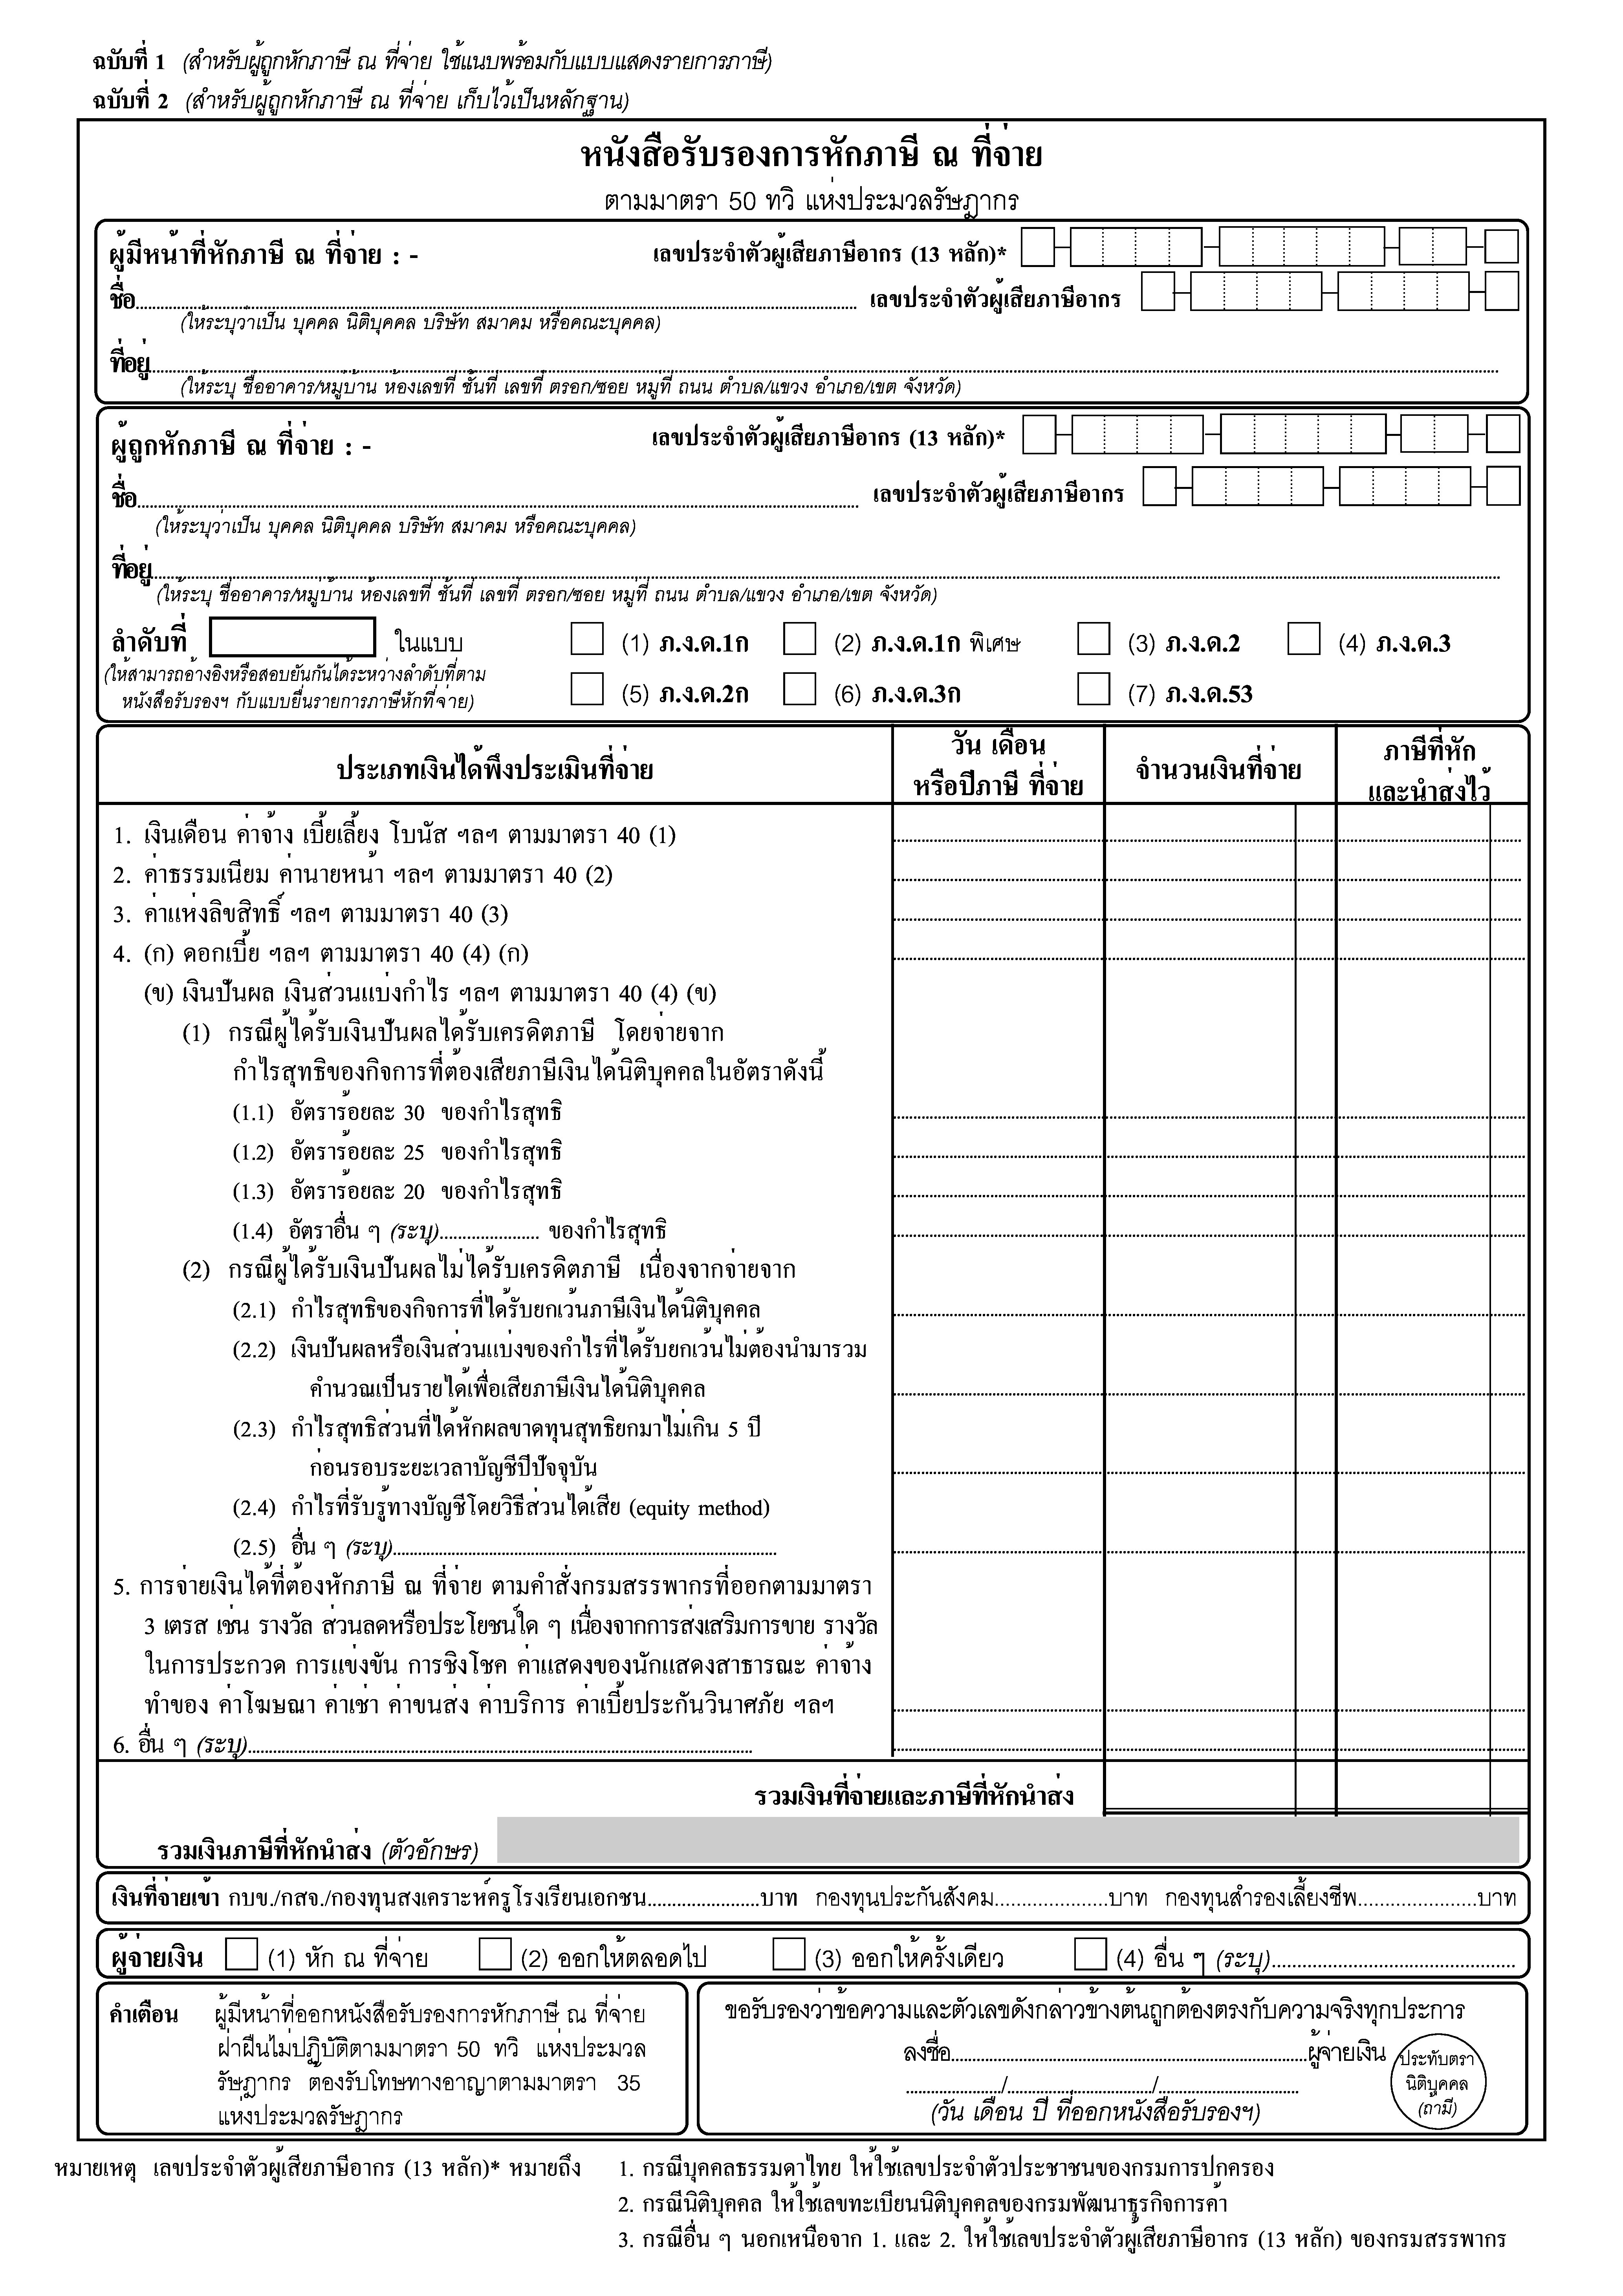 ฉบับที่ 1 (สำหรับผู้ถูกหักภาษี ณ ที่จ่าย ใช้แนบพร้อมกับแบบแสดงรายการภาษี)
ฉบับที่ 2 (สำหรับผู้ถูกหักภาษี ณ ที่จ่าย เก็บไว้เป็นหลักฐาน)
หนังสือรับรองการหักภาษี ณ ที่จ่าย
ตามมาตรา 50 ทวิ แห่งประมวลรัษฎากร
ผู้มีหน้าที่หักภาษี ณ ที่จ่าย : - เลขประจำตัวผู้เสียภาษีอากร (13 หลัก)*
ชื่อ เลขประจำตัวผู้เสียภาษีอากร
(ให้ระบุว่าเป็น บุคคล นิติบุคคล บริษัท สมาคม หรือคณะบุคคล)
ที่อยู่
(ให้ระบุ ชื่ออาคาร/หมู่บ้าน ห้องเลขที่ ชั้นที่ เลขที่ ตรอก/ซอย หมู่ที่ ถนน ตำบล/แขวง อำเภอ/เขต จังหวัด)
ผู้ถูกหักภาษี ณ ที่จ่าย : - เลขประจำตัวผู้เสียภาษีอากร (13 หลัก)*
ชื่อ เลขประจำตัวผู้เสียภาษีอากร
(ให้ระบุว่าเป็น บุคคล นิติบุคคล บริษัท สมาคม หรือคณะบุคคล)
ที่อยู่
(ให้ระบุ ชื่ออาคาร/หมู่บ้าน ห้องเลขที่ ชั้นที่ เลขที่ ตรอก/ซอย หมู่ที่ ถนน ตำบล/แขวง อำเภอ/เขต จังหวัด)
ลำดับที่ ในแบบ (1) ภ.ง.ด.1ก (2) ภ.ง.ด.1ก พิเศษ (3) ภ.ง.ด.2 (4) ภ.ง.ด.3
(ให้สามารถอ้างอิงหรือสอบยันกันได้ระหว่างลำดับที่ตาม
หนังสือรับรองฯ กับแบบยื่นรายการภาษีหักที่จ่าย) (5) ภ.ง.ด.2ก (6) ภ.ง.ด.3ก (7) ภ.ง.ด.53
ประเภทเงินได้พึงประเมินที่จ่าย
วัน เดือน
หรือปีภาษี ที่จ่าย
จำนวนเงินที่จ่าย
ภาษีที่หัก
และนำส่งไว้
1. เงินเดือน ค่าจ้าง เบี้ยเลี้ยง โบนัส ฯลฯ ตามมาตรา 40 (1)
2. ค่าธรรมเนียม ค่านายหน้า ฯลฯ ตามมาตรา 40 (2)
3. ค่าแห่งลิขสิทธิ์ ฯลฯ ตามมาตรา 40 (3)
4. (ก) ดอกเบี้ย ฯลฯ ตามมาตรา 40 (4) (ก)
(ข) เงินปันผล เงินส่วนแบ่งกำไร ฯลฯ ตามมาตรา 40 (4) (ข)
(1) กรณีผู้ได้รับเงินปันผลได้รับเครดิตภาษี โดยจ่ายจาก
กำไรสุทธิของกิจการที่ต้องเสียภาษีเงินได้นิติบุคคลในอัตราดังนี้
(1.1) อัตราร้อยละ 30 ของกำไรสุทธิ
(1.2) อัตราร้อยละ 25 ของกำไรสุทธิ
(1.3) อัตราร้อยละ 20 ของกำไรสุทธิ
(1.4) อัตราอื่น ๆ (ระบุ)...................... ของกำไรสุทธิ
(2) กรณีผู้ได้รับเงินปันผลไม่ได้รับเครดิตภาษี เนื่องจากจ่ายจาก
(2.1) กำไรสุทธิของกิจการที่ได้รับยกเว้นภาษีเงินได้นิติบุคคล
(2.2) เงินปันผลหรือเงินส่วนแบ่งของกำไรที่ได้รับยกเว้นไม่ต้องนำมารวม
คำนวณเป็นรายได้เพื่อเสียภาษีเงินได้นิติบุคคล
(2.3) กำไรสุทธิส่วนที่ได้หักผลขาดทุนสุทธิยกมาไม่เกิน 5 ปี
ก่อนรอบระยะเวลาบัญชีปีปัจจุบัน
(2.4) กำไรที่รับรู้ทางบัญชีโดยวิธีส่วนได้เสีย (equity method)
(2.5) อื่น ๆ (ระบุ)
5. การจ่ายเงินได้ที่ต้องหักภาษี ณ ที่จ่าย ตามคำสั่งกรมสรรพากรที่ออกตามมาตรา
3 เตรส เช่น รางวัล ส่วนลดหรือประโยชน์ใด ๆ เนื่องจากการส่งเสริมการขาย รางวัล
ในการประกวด การแข่งขัน การชิงโชค ค่าแสดงของนักแสดงสาธารณะ ค่าจ้าง
ทำของ ค่าโฆษณา ค่าเช่า ค่าขนส่ง ค่าบริการ ค่าเบี้ยประกันวินาศภัย ฯลฯ
6. อื่น ๆ (ระบุ)
รวมเงินที่จ่ายและภาษีที่หักนำส่ง
รวมเงินภาษีที่หักนำส่ง (ตัวอักษร)
เงินที่จ่ายเข้า กบข./กสจ./กองทุนสงเคราะห์ครูโรงเรียนเอกชน......................บาท กองทุนประกันสังคม......................บาท กองทุนสำรองเลี้ยงชีพ......................บาท
ผู้จ่ายเงิน (1) หัก ณ ที่จ่าย (2) ออกให้ตลอดไป (3) ออกให้ครั้งเดียว (4) อื่น ๆ (ระบุ)
คำเตือน ผู้มีหน้าที่ออกหนังสือรับรองการหักภาษี ณ ที่จ่าย
ฝ่าฝืนไม่ปฏิบัติตามมาตรา 50 ทวิ แห่งประมวล
รัษฎากร ต้องรับโทษทางอาญาตามมาตรา 35
แห่งประมวลรัษฎากร
ขอรับรองว่าข้อความและตัวเลขดังกล่าวข้างต้นถูกต้องตรงกับความจริงทุกประการ
ลงชื่อ......................ผู้จ่ายเงิน
....................../....................../......................
(วัน เดือน ปี ที่ออกหนังสือรับรองฯ)
ประทับตรา
นิติบุคคล
(ถ้ามี)
หมายเหตุ เลขประจำตัวผู้เสียภาษีอากร (13 หลัก)* หมายถึง 1. กรณีบุคคลธรรมดาไทย ให้ใช้เลขประจำตัวประชาชนของกรมการปกครอง
2. กรณีนิติบุคคล ให้ใช้เลขทะเบียนนิติบุคคลของกรมพัฒนาธุรกิจการค้า
3. กรณีอื่น ๆ นอกเหนือจาก 1. และ 2. ให้ใช้เลขประจำตัวผู้เสียภาษีอากร (13 หลัก) ของกรมสรรพากร